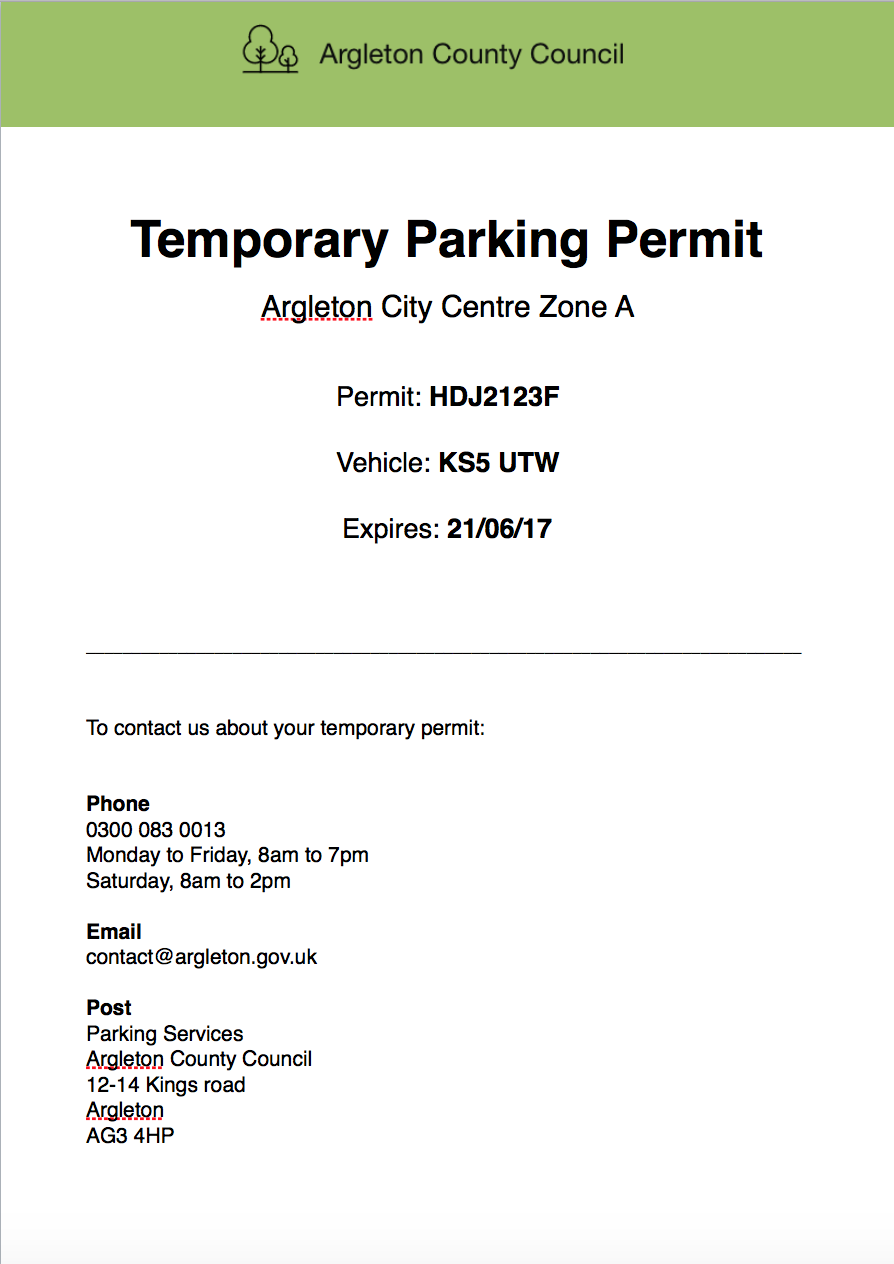 Argleton County Council
Temporary Parking Permit
Argleton City Centre Zone A
Permit: HDJ2123F
Vehicle: KS5 UTW
Expires: 21/06/17
To contact us about your temporary permit:
Phone
0300 083 0013
Monday to Friday, 8am to 7pm
Saturday, 8am to 2pm
Email
contact@argleton.gov.uk
Post
Parking Services
Argleton County Council
12-14 Kings road
Argleton
AG3 4HP